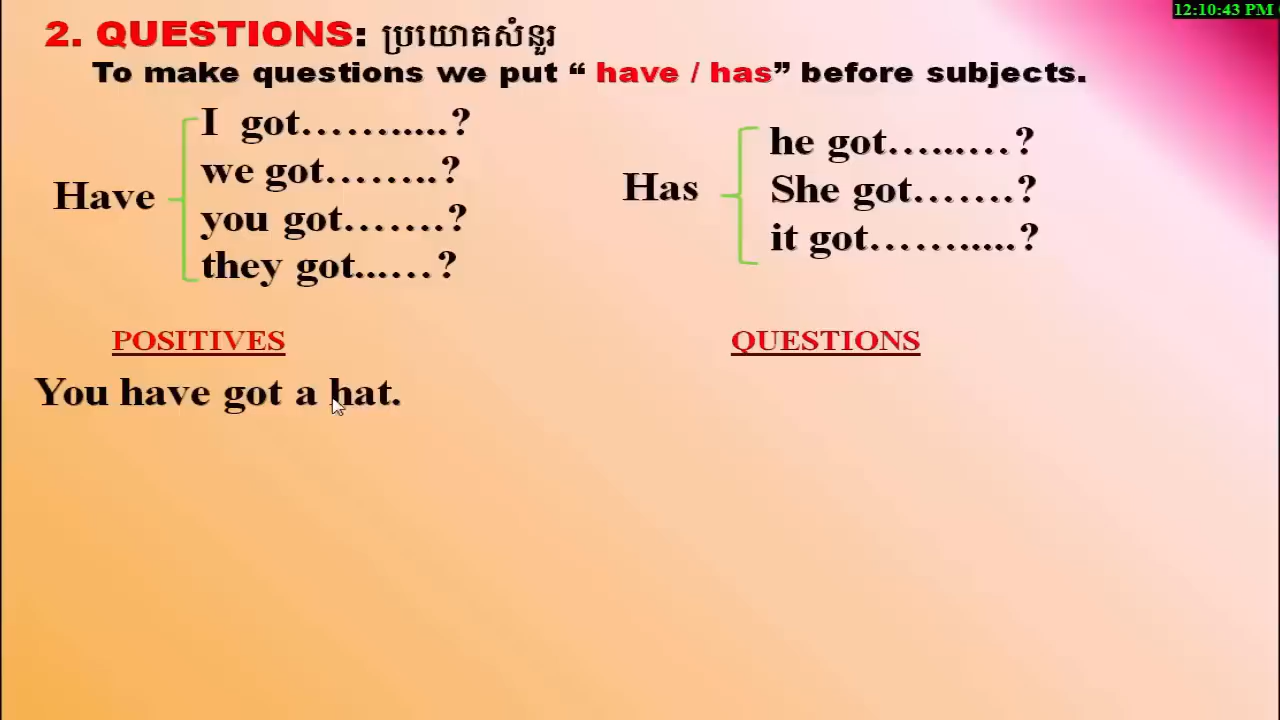 12:10:43 PM
2. QUESTIONS: ប្រយោគសំនួរ
To make questions we put “ have / has” before subjects.
Have
I got…….....?
we got……..?
you got…….?
they got...…?
Has
he got…...…?
She got…….?
it got…….....?
POSITIVES
QUESTIONS
You have got a hat.